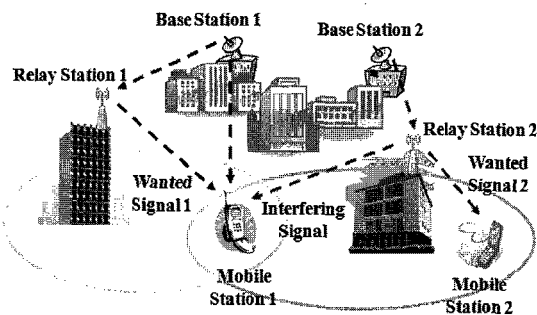 Base Station 1
Base Station 2
Relay Station 1
Relay Station 2
Wanted
Signal 1
Interfering
Signal
Wanted
Signal 2
Mobile
Station 1
Mobile
Station 2